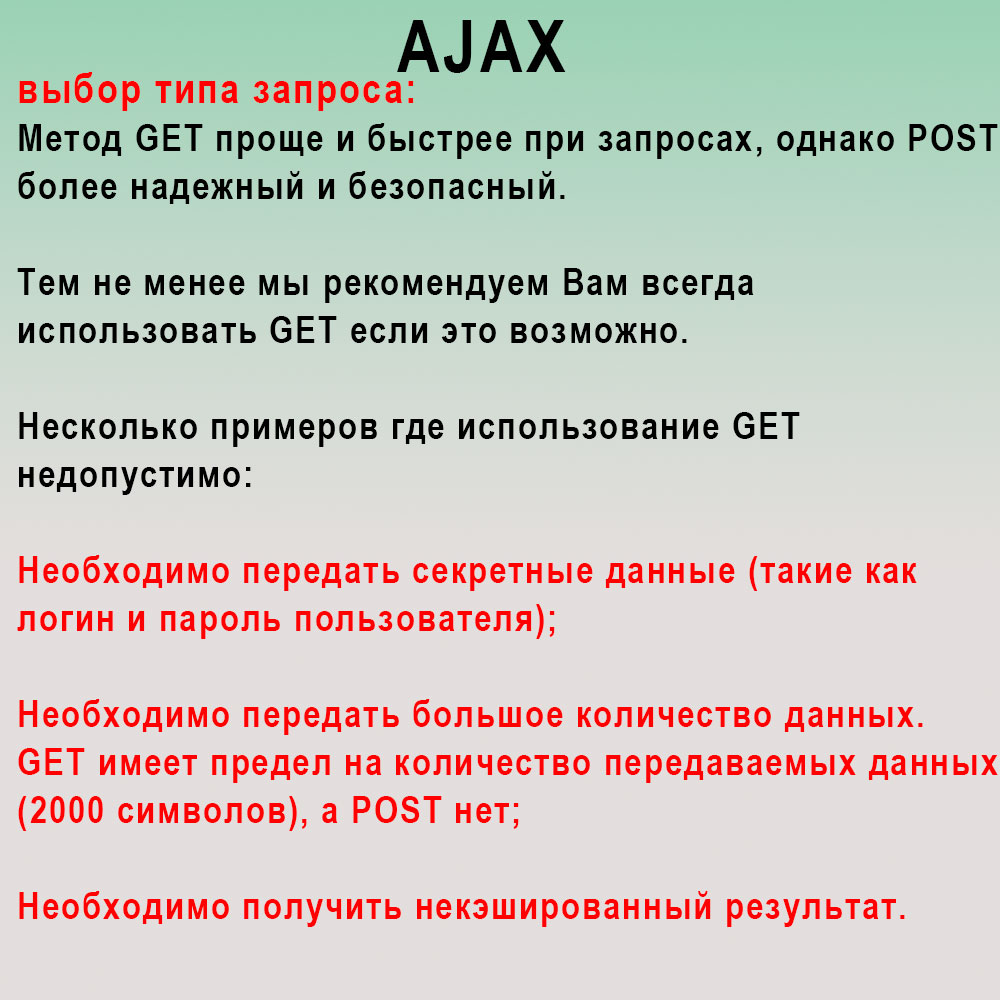 AJAX
выбор типа запроса:
Метод GET проще и быстрее при запросах, однако POST
более надежный и безопасный.
Тем не менее мы рекомендуем Вам всегда
использовать GET если это возможно.
Несколько примеров где использование GET
недопустимо:
Необходимо передать секретные данные (такие как
логин и пароль пользователя);
Необходимо передать большое количество данных.
GET имеет предел на количество передаваемых данных
(2000 символов), а POST нет;
Необходимо получить некэшированный результат.